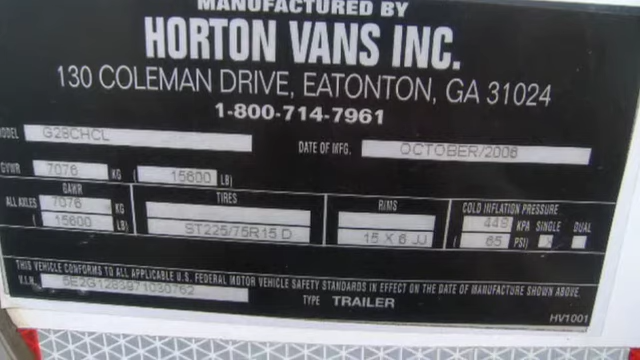 MANUFACTURED BY
HORTON VANS INC.
130 COLEMAN DRIVE, EATONTON, GA 31024
1-800-714-7961
MODEL G28CHCL DATE OF MFG. OCTOBER/2006
GVWR 7076 KG ( 15600 LB)
GAWR TIRES RIMS COLD INFLATION PRESSURE
ALL AXLES 7076 KG 448 KPA SINGLE DUAL
( 15600 LB) ST225/75R15 D 15 X 6 JJ ( 65 PSI)
THIS VEHICLE CONFORMS TO ALL APPLICABLE U.S. FEDERAL MOTOR VEHICLE SAFETY STANDARDS IN EFFECT ON THE DATE OF MANUFACTURE SHOWN ABOVE.
V.I.N. TYPE TRAILER
HV1001